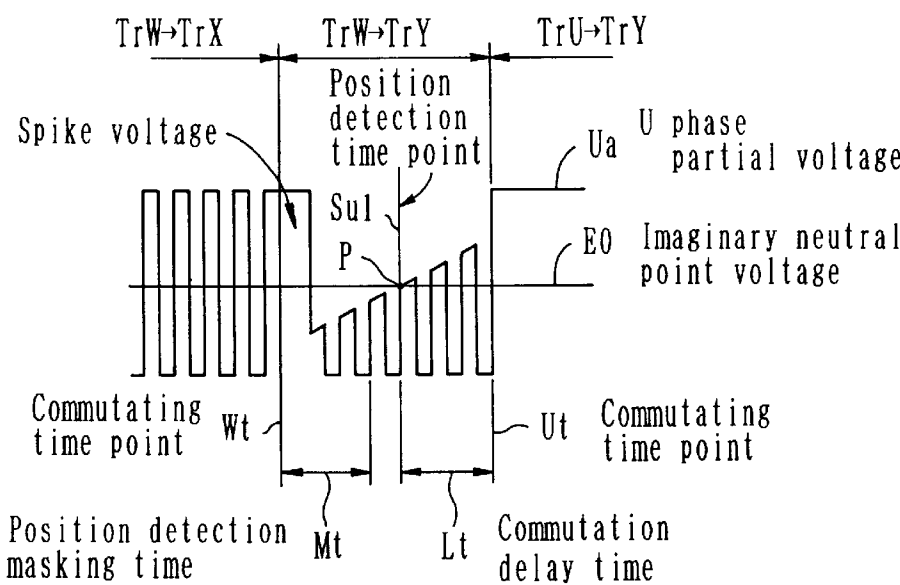 TrW→TrX
TrW→TrY
TrU→TrY
Position
detection
time point
Spike voltage
Ua
U phase
partial voltage
Su1
P
E0
Imaginary neutral
point voltage
Commutating
time point
Wt
Ut
Commutating
time point
Position detection
masking time
Mt
Lt
Commutation
delay time